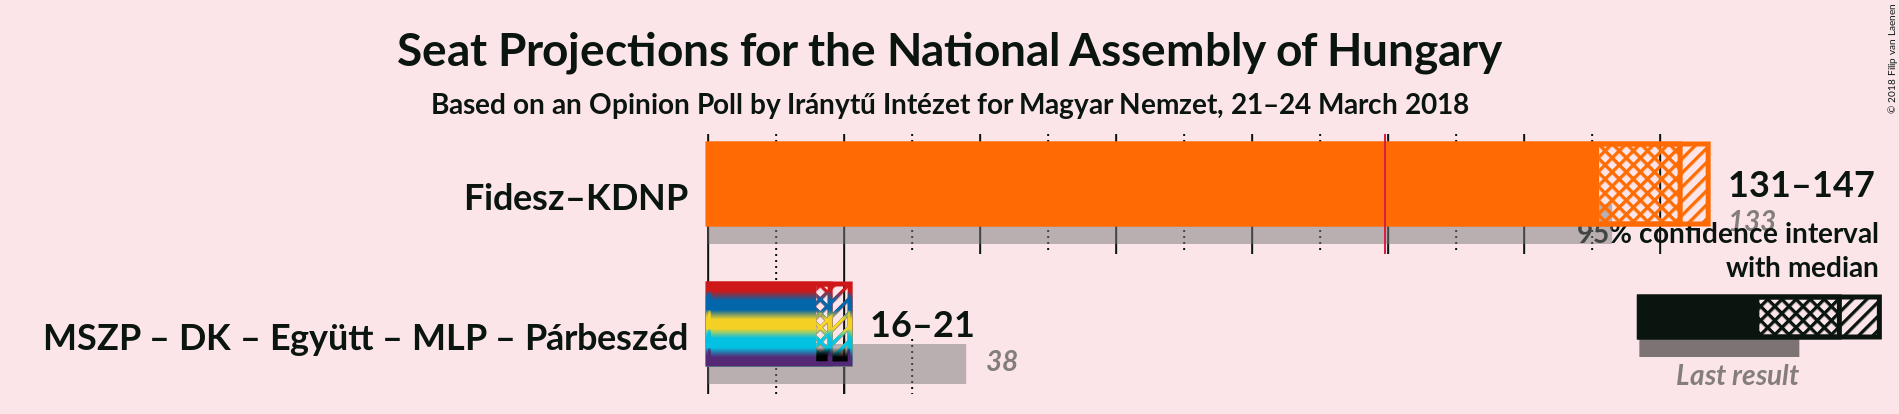 Seat Projections for the National Assembly of Hungary
Based on an Opinion Poll by Iránytű Intézet for Magyar Nemzet, 21–24 March 2018
© 2018 Filip van Laenen
Fidesz–KDNP
131–147
133
95% confidence interval
with median
MSZP – DK – Együtt – MLP – Párbeszéd
16–21
38
Last result